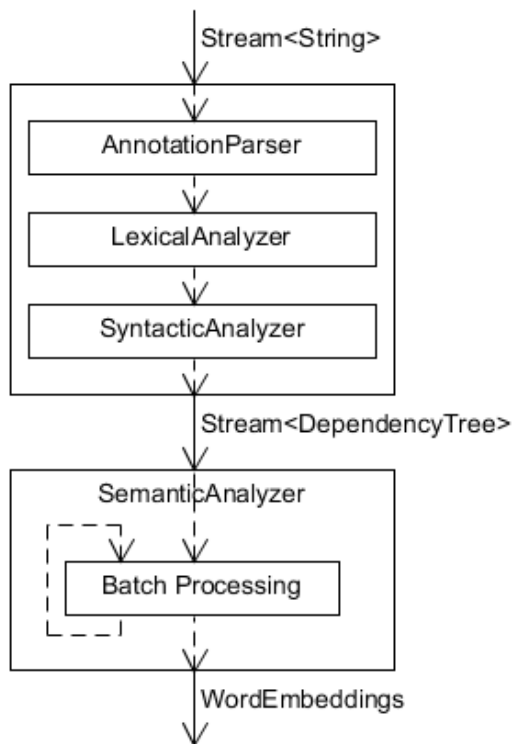 Stream<String>
AnnotationParser
LexicalAnalyzer
SyntacticAnalyzer
Stream<DependencyTree>
SemanticAnalyzer
Batch Processing
WordEmbeddings